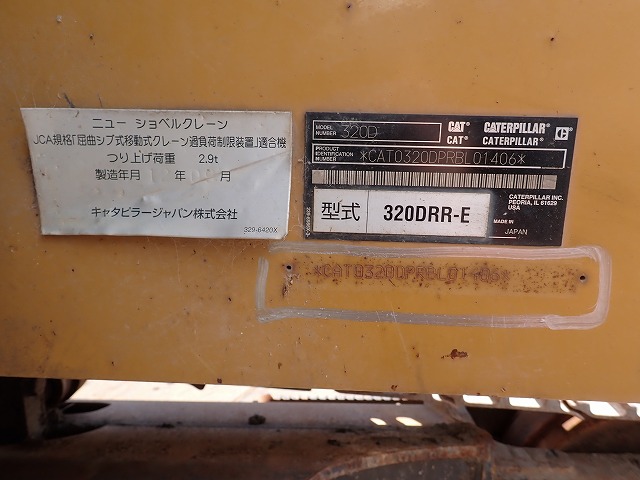 ニュー ショベルクレーン
JCA規格「屈曲ジブ式移動式クレーン過負荷制限装置」適合機
つり上げ荷重 2.9t
製造年月 年 月
キャタピラージャパン株式会社
329-6420X
MODEL NUMBER 320D
CAT CATERPILLAR
CAT® CATERPILLAR®
PRODUCT IDENTIFICATION NUMBER *CAT0320DPRBL01406*
型式 320DRR-E
CATERPILLAR INC.
PEORIA, IL 61629
USA
MADE IN
JAPAN
*CAT0320DPRBL01406*